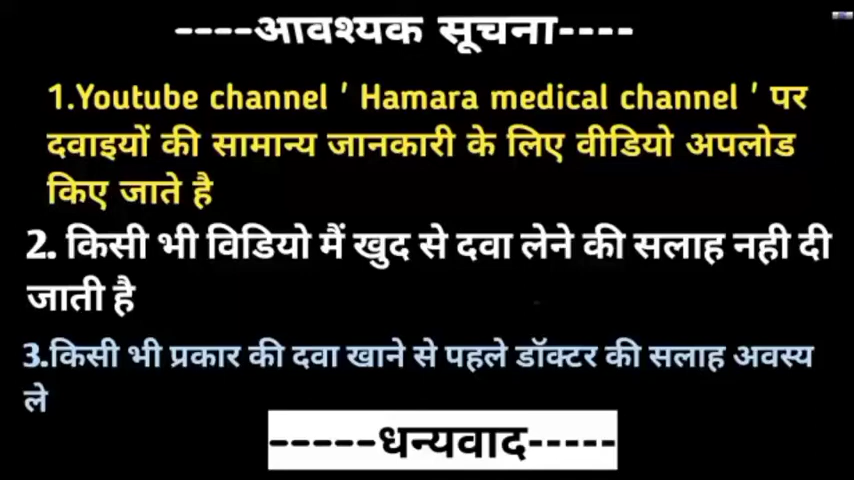 ----आवश्यक सूचना----
1.Youtube channel ' Hamara medical channel ' पर
दवाइयों की सामान्य जानकारी के लिए वीडियो अपलोड
किए जाते है
2. किसी भी विडियो मैं खुद से दवा लेने की सलाह नही दी
जाती है
3.किसी भी प्रकार की दवा खाने से पहले डॉक्टर की सलाह अवस्य
ले
-----धन्यवाद-----